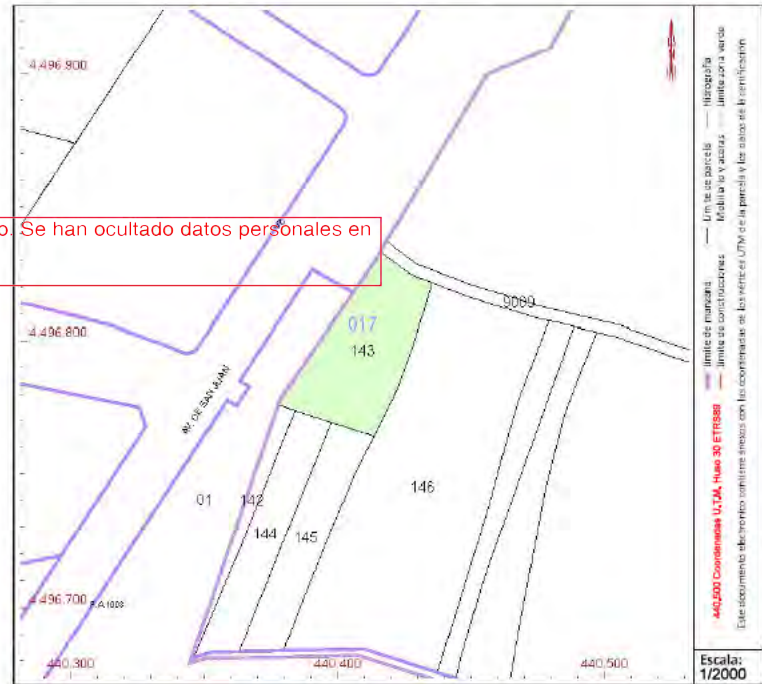 4,496,900
o. Se han ocultado datos personales en
9009
017
143
4,496,800
AV. DE SAN JUAN
146
01
142
144
145
4,496,700
440,300
440,400
440,500
límite de manzana
límite de construcciones
Límite de parcela
Mobiliario y aceras
Hidrografía
Límite zona verde
440,500 Coordenadas U.T.M. Huso 30 ETRS89
Este documento electrónico contiene anexos con las coordenadas de los vértices UTM de la parcela y los datos de la certificación
Escala:
1/2000